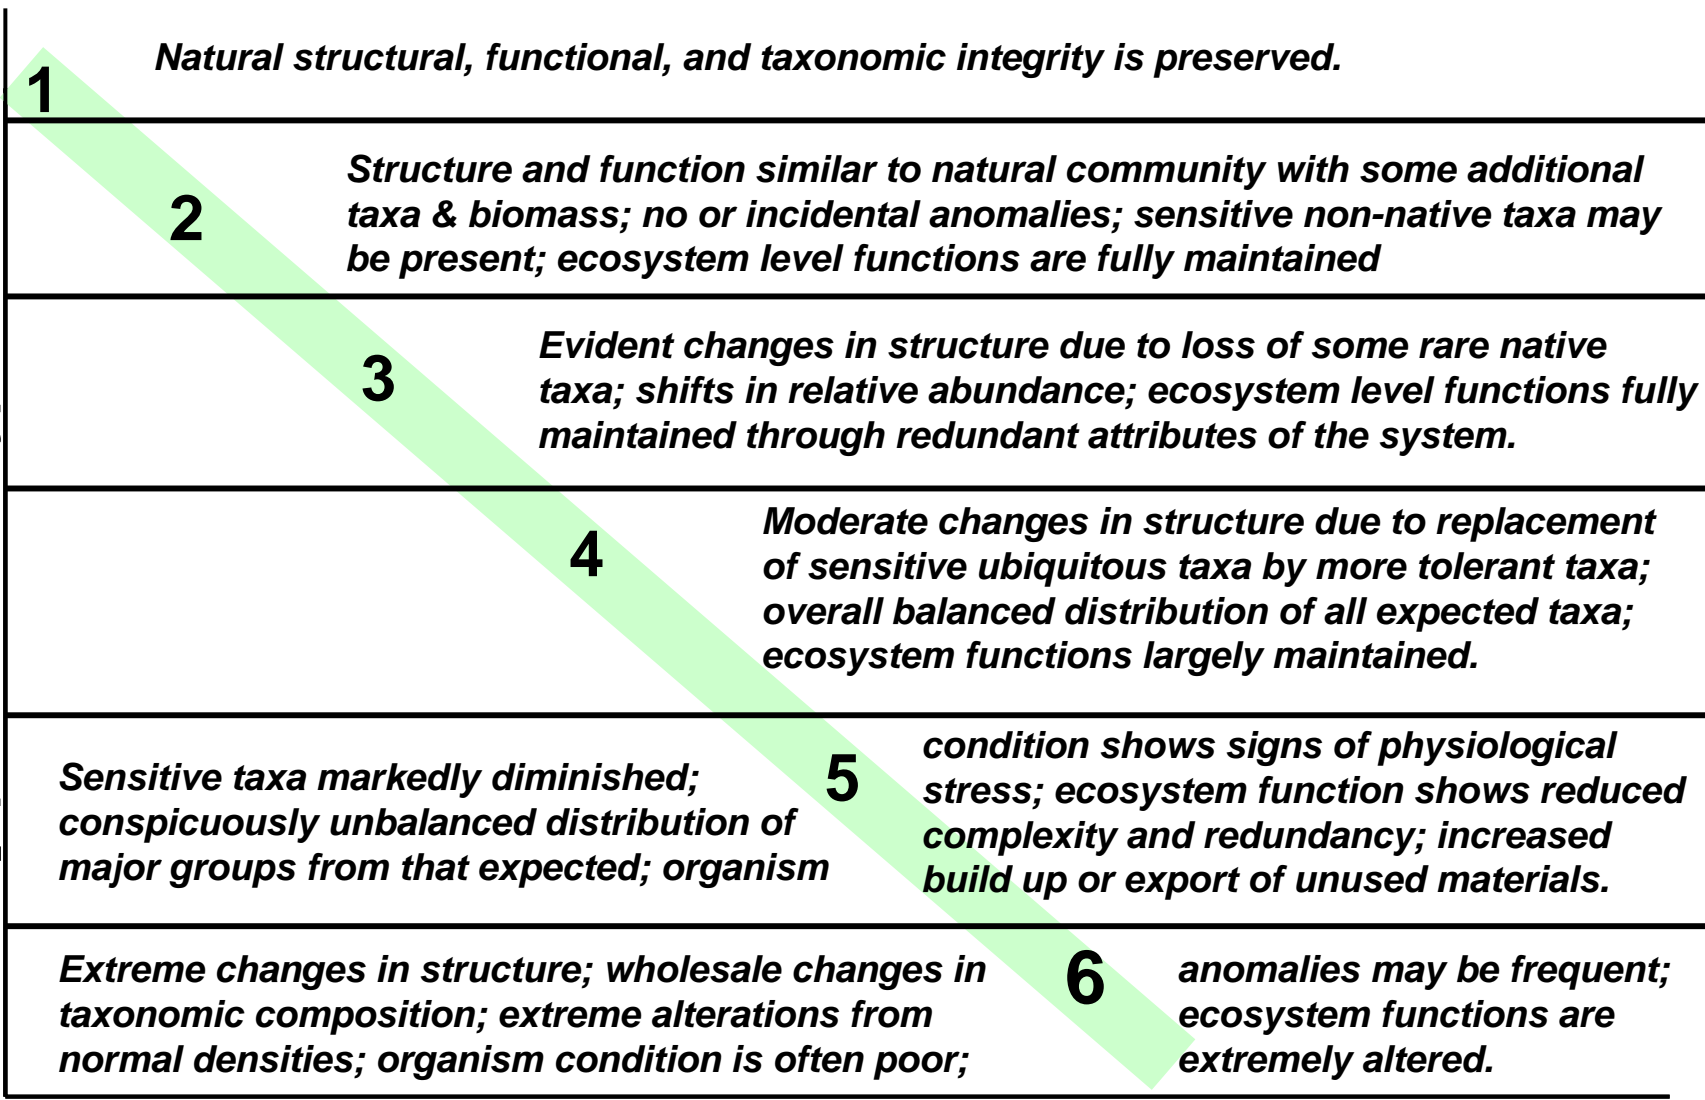 1
Natural structural, functional, and taxonomic integrity is preserved.
2
Structure and function similar to natural community with some additional
taxa & biomass; no or incidental anomalies; sensitive non-native taxa may
be present; ecosystem level functions are fully maintained
3
Evident changes in structure due to loss of some rare native
taxa; shifts in relative abundance; ecosystem level functions fully
maintained through redundant attributes of the system.
4
Moderate changes in structure due to replacement
of sensitive ubiquitous taxa by more tolerant taxa;
overall balanced distribution of all expected taxa;
ecosystem functions largely maintained.
Sensitive taxa markedly diminished;
conspicuously unbalanced distribution of
major groups from that expected; organism
5
condition shows signs of physiological
stress; ecosystem function shows reduced
complexity and redundancy; increased
build up or export of unused materials.
Extreme changes in structure; wholesale changes in
taxonomic composition; extreme alterations from
normal densities; organism condition is often poor;
6
anomalies may be frequent;
ecosystem functions are
extremely altered.